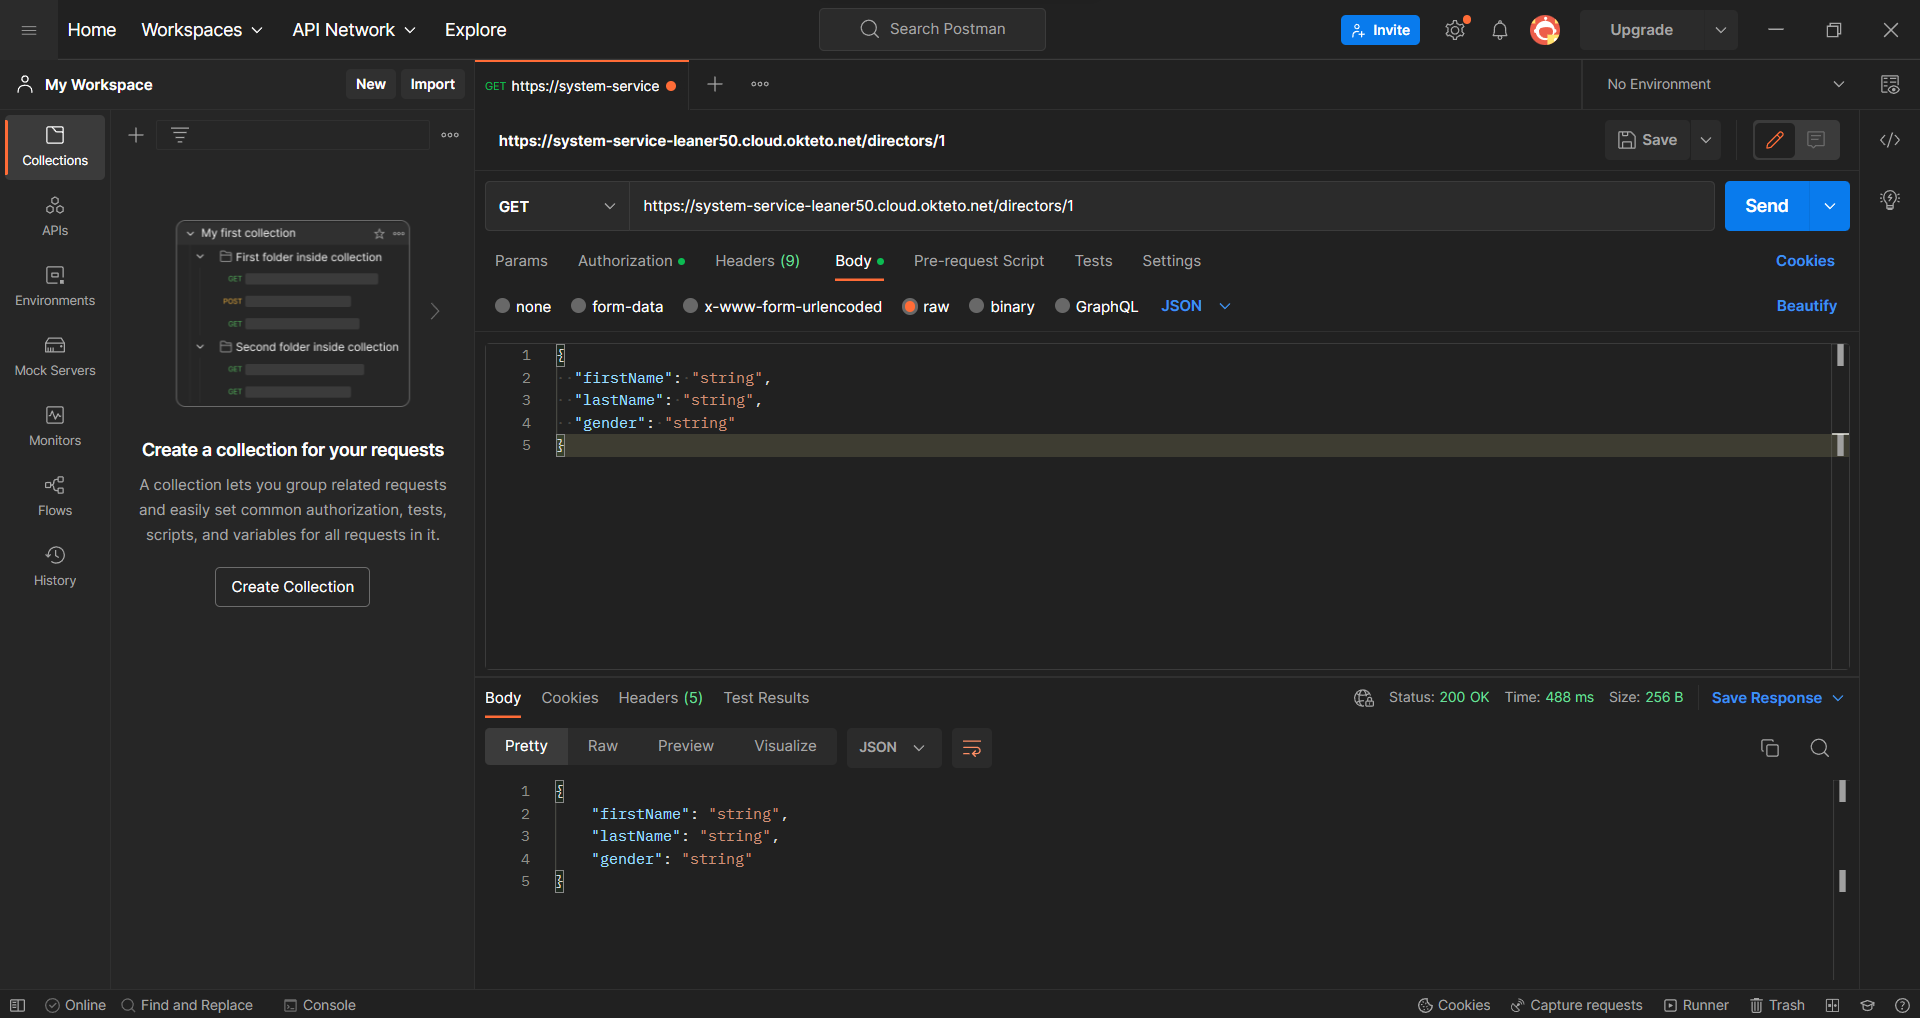 Home Workspaces API Network Explore Search Postman Invite Upgrade
My Workspace New Import GET https://system-service No Environment
https://system-service-leaner50.cloud.okteto.net/directors/1 Save
Collections
APIs
Environments
Mock Servers
Monitors
Flows
History
My first collection
First folder inside collection
GET
POST
GET
Second folder inside collection
GET
GET
Create a collection for your requests
A collection lets you group related requests
and easily set common authorization, tests,
scripts, and variables for all requests in it.
Create Collection
GET https://system-service-leaner50.cloud.okteto.net/directors/1 Send
Params Authorization Headers (9) Body Pre-request Script Tests Settings Cookies
none form-data x-www-form-urlencoded raw binary GraphQL JSON Beautify
1 {
2 "firstName": "string",
3 "lastName": "string",
4 "gender": "string"
5 }
Body Cookies Headers (5) Test Results Status: 200 OK Time: 488 ms Size: 256 B Save Response
Pretty Raw Preview Visualize JSON
1 {
2 "firstName": "string",
3 "lastName": "string",
4 "gender": "string"
5 }
Online Find and Replace Console Cookies Capture requests Runner Trash